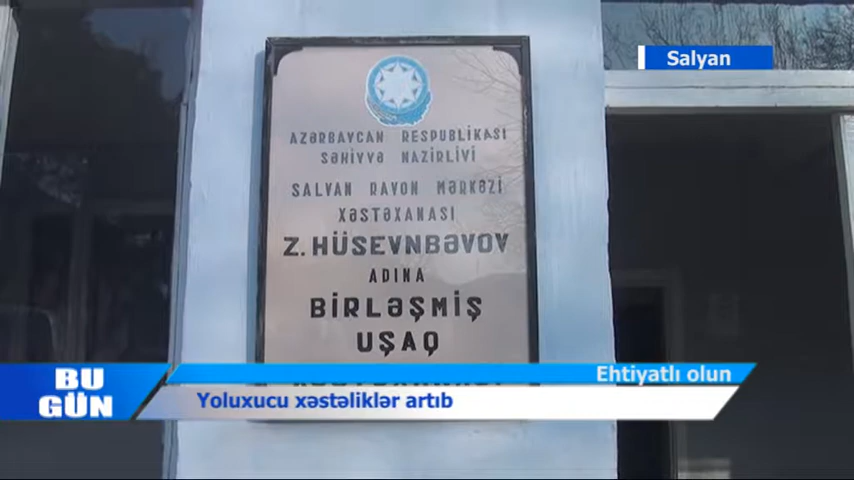 Salyan
AZƏRBAYCAN RESPUBLİKASI
SƏHİYYƏ NAZİRLİYİ
SALYAN RAYON MƏRKƏZİ
XƏSTƏXANASI
Z. HÜSEYNBƏYOV
ADINA
BİRLƏŞMİŞ
UŞAQ
Ehtiyatlı olun
BU
GÜN
Yoluxucu xəstəliklər artıb